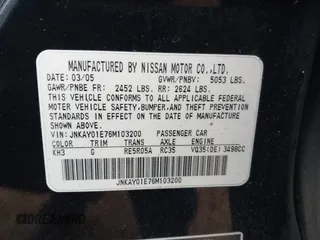 MANUFACTURED BY NISSAN MOTOR CO.,LTD.
03/05 GVWR/PNBV: 5053 LBS.
GAWR/PNBE FR: 2452 LBS. RR: 2624 LBS.
THIS VEHICLE CONFORMS TO ALL APPLICABLE FEDERAL
MOTOR VEHICLE SAFETY, BUMPER, AND THEFT PREVENTION
STANDARDS IN EFFECT ON THE DATE OF MANUFACTURE
SHOWN ABOVE.
VIN: JNKAY01E76M103200 PASSENGER CAR
COLOR TRIM TRANS AXLE ENGINE
KH3 G RE5R05A RC35 VQ35(DE) 3498CC
JNKAY01E76M103200